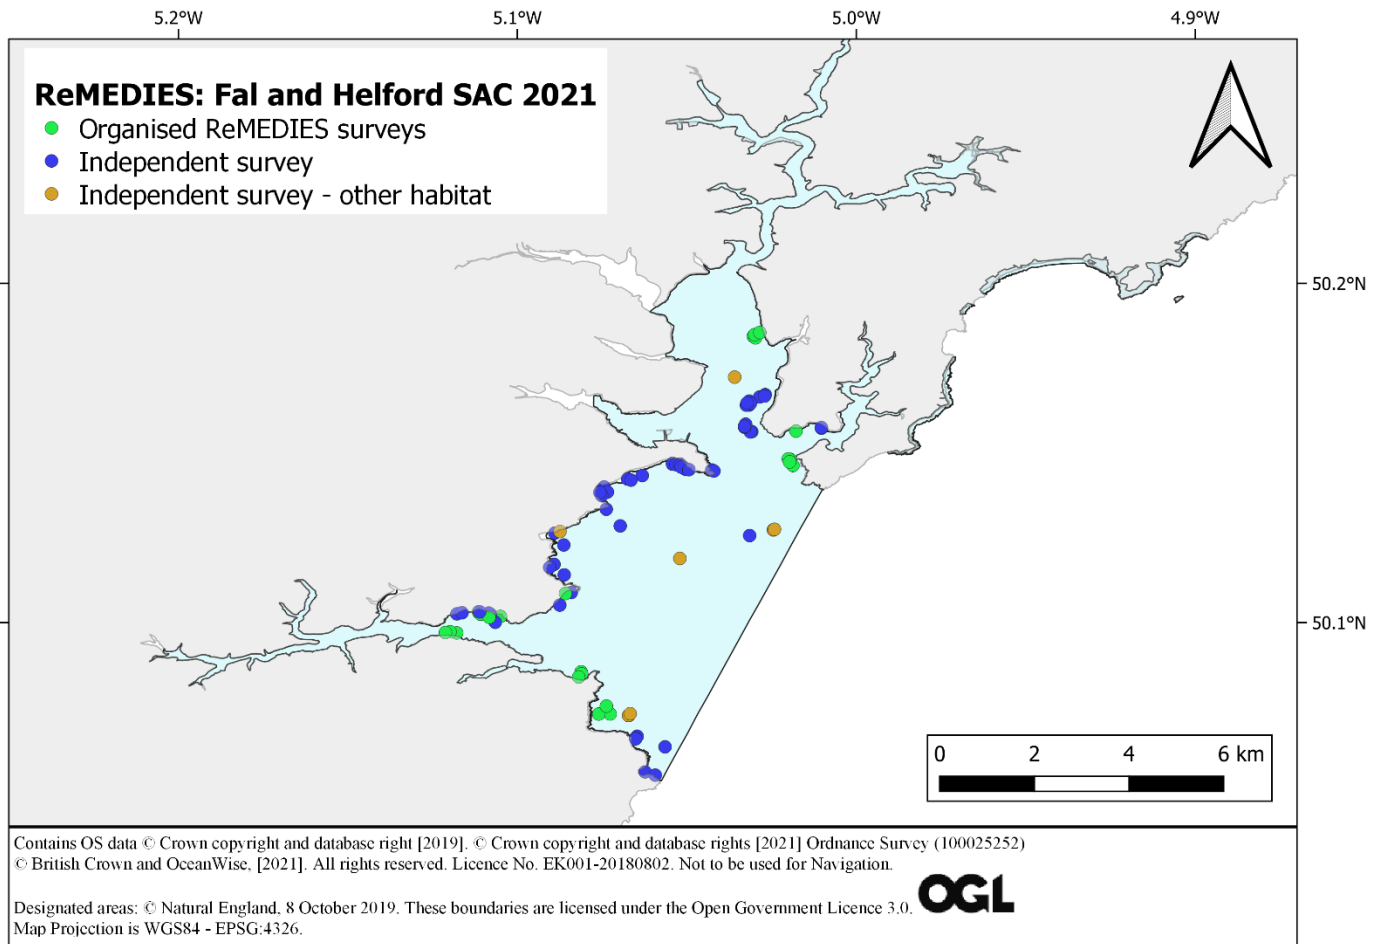 5.2°W 5.1°W 5.0°W 4.9°W
ReMEDIES: Fal and Helford SAC 2021
Organised ReMEDIES surveys
Independent survey
Independent survey - other habitat
50.2°N
50.1°N
0 2 4 6 km
Contains OS data © Crown copyright and database right [2019]. © Crown copyright and database rights [2021] Ordnance Survey (100025252)
© British Crown and OceanWise, [2021]. All rights reserved. Licence No. EK001-20180802. Not to be used for Navigation.
Designated areas: © Natural England, 8 October 2019. These boundaries are licensed under the Open Government Licence 3.0.
OGL
Map Projection is WGS84 - EPSG:4326.